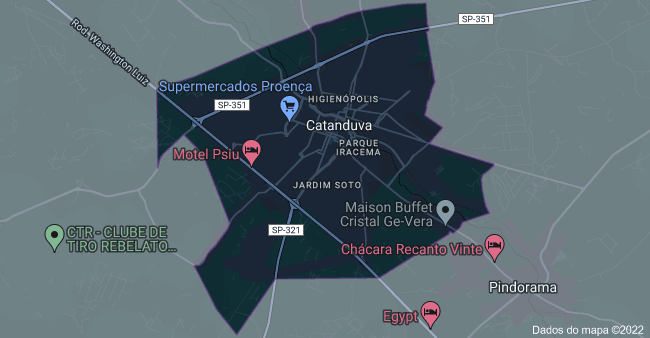 SP-351
Rod. Washington Luiz
Supermercados Proença
HIGIENÓPOLIS
SP-351
Catanduva
PARQUE
IRACEMA
Motel Psiu
JARDIM SOTO
Maison Buffet
Cristal Ge-Vera
SP-321
CTR - CLUBE DE
TIRO REBELATO...
Chácara Recanto Vinte
Pindorama
Egypt
Dados do mapa ©2022